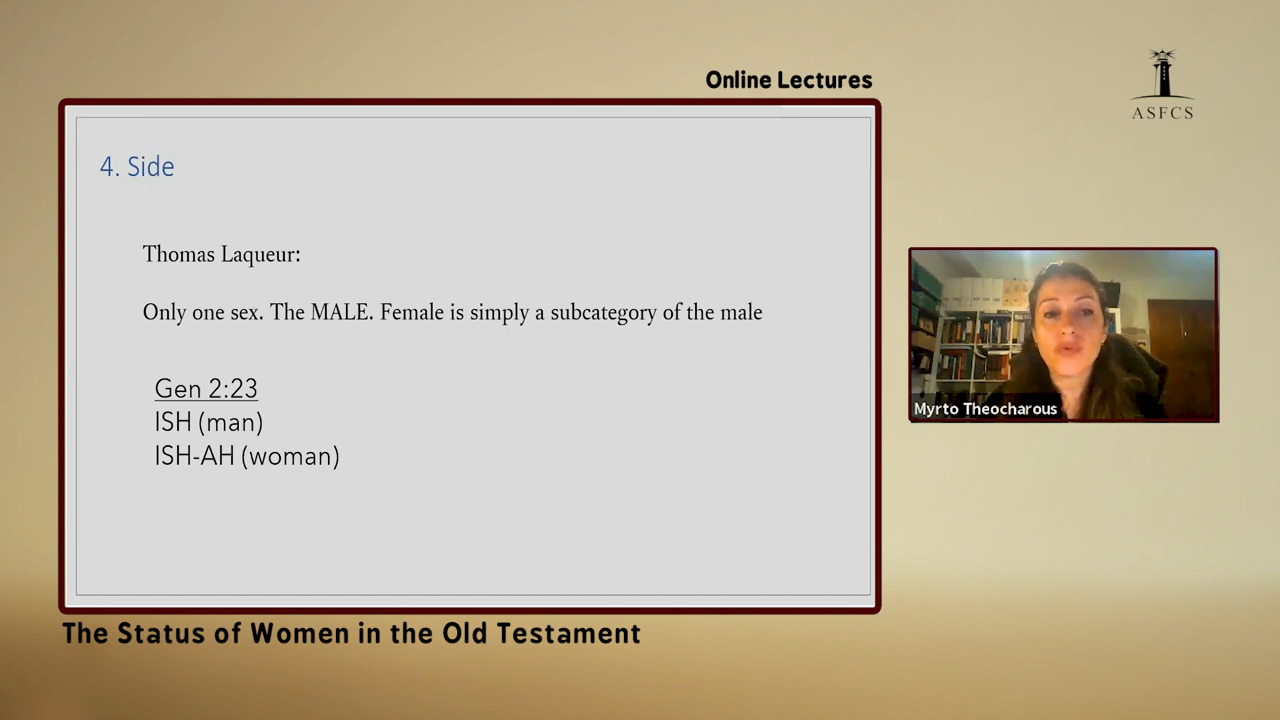 Online Lectures
ASFCS
4. Side
Thomas Laqueur:
Only one sex. The MALE. Female is simply a subcategory of the male
Gen 2:23
ISH (man)
ISH-AH (woman)
Myrto Theocharous
The Status of Women in the Old Testament